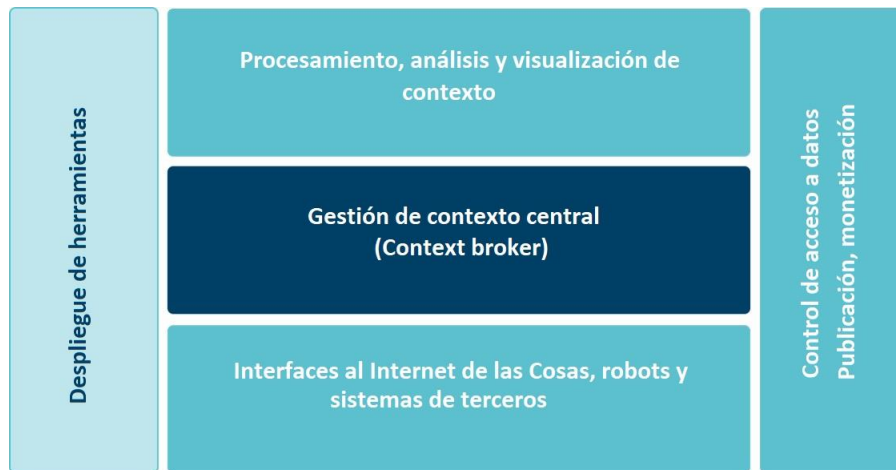 Despliegue de herramientas
Procesamiento, análisis y visualización de
contexto
Gestión de contexto central
(Context broker)
Interfaces al Internet de las Cosas, robots y
sistemas de terceros
Control de acceso a datos
Publicación, monetización